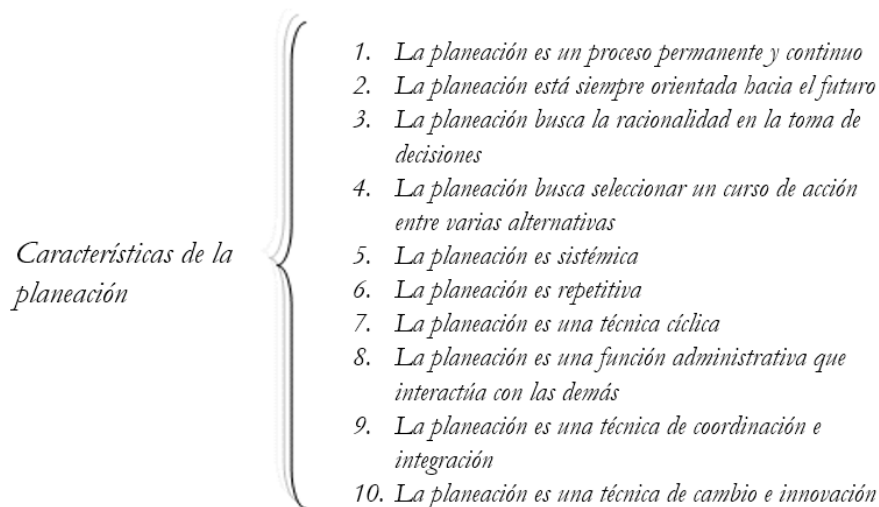 Características de la
planeación
1. La planeación es un proceso permanente y continuo
2. La planeación está siempre orientada hacia el futuro
3. La planeación busca la racionalidad en la toma de
decisiones
4. La planeación busca seleccionar un curso de acción
entre varias alternativas
5. La planeación es sistémica
6. La planeación es repetitiva
7. La planeación es una técnica cíclica
8. La planeación es una función administrativa que
interactúa con las demás
9. La planeación es una técnica de coordinación e
integración
10. La planeación es una técnica de cambio e innovación